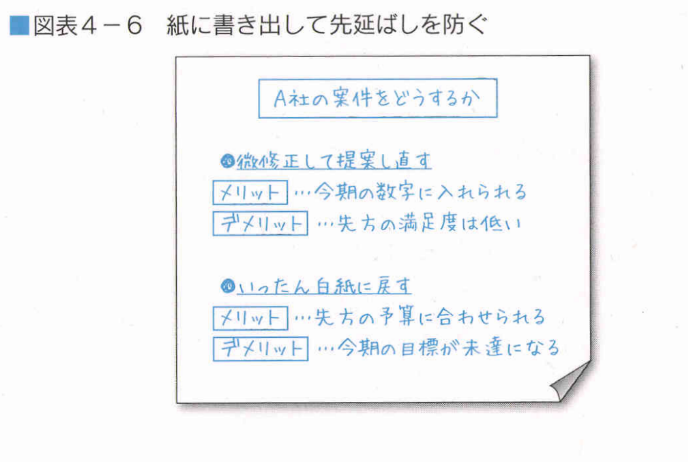 ■図表4－6　紙に書き出して先延ばしを防ぐ
A社の案件をどうするか
●微修正して提案し直す
メリット…今期の数字に入れられる
デメリット…先方の満足度は低い
●いったん白紙に戻す
メリット…先方の予算に合わせられる
デメリット…今期の目標が未達になる